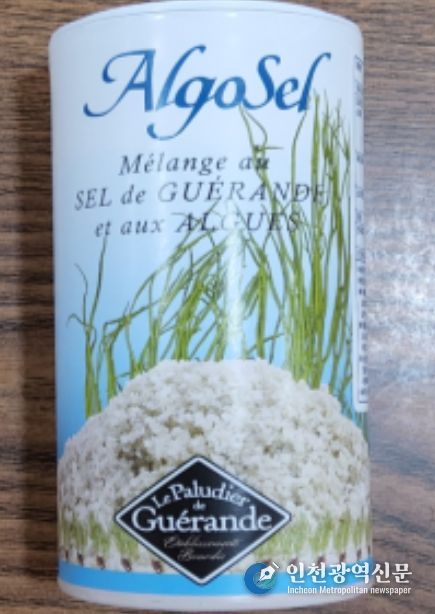 AlgoSel
Mélange au
SEL de GUÉRANDE
et aux ALGUES
Le Paludier
de
Guérande
인천광역신문
Incheon Metropolitan newspaper